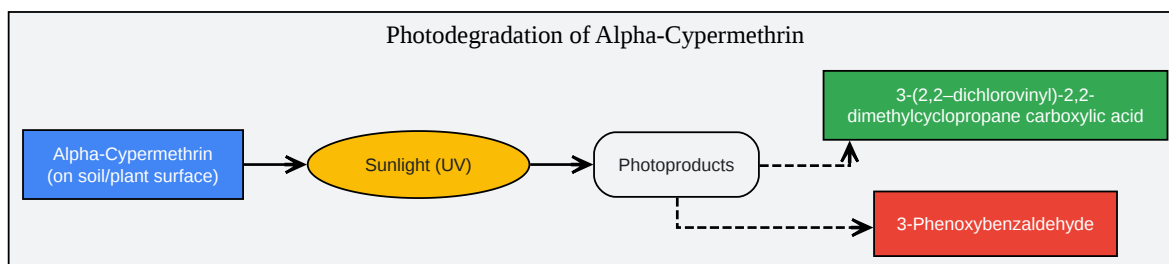 Photodegradation of Alpha-Cypermethrin
Alpha-Cypermethrin
(on soil/plant surface)
Sunlight (UV)
Photoproducts
3-(2,2–dichlorovinyl)-2,2-
dimethylcyclopropane carboxylic acid
3-Phenoxybenzaldehyde